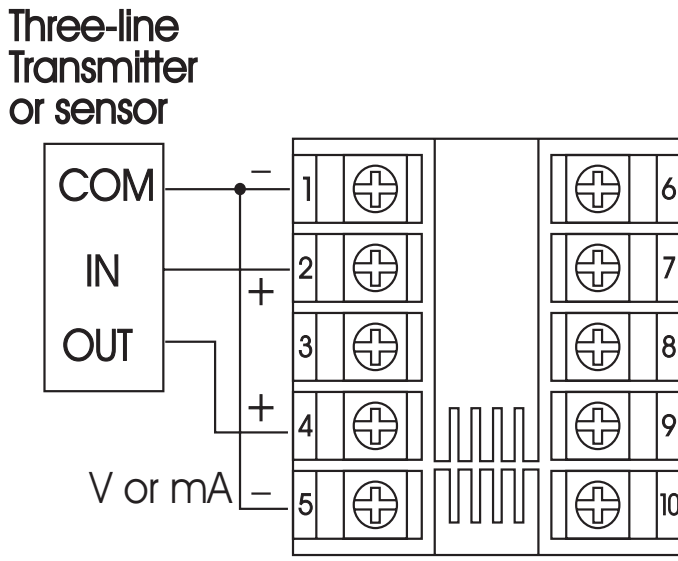 Three-line
Transmitter
or sensor
COM
IN
OUT
−
+
+
−
V or mA
1
2
3
4
5
6
7
8
9
10